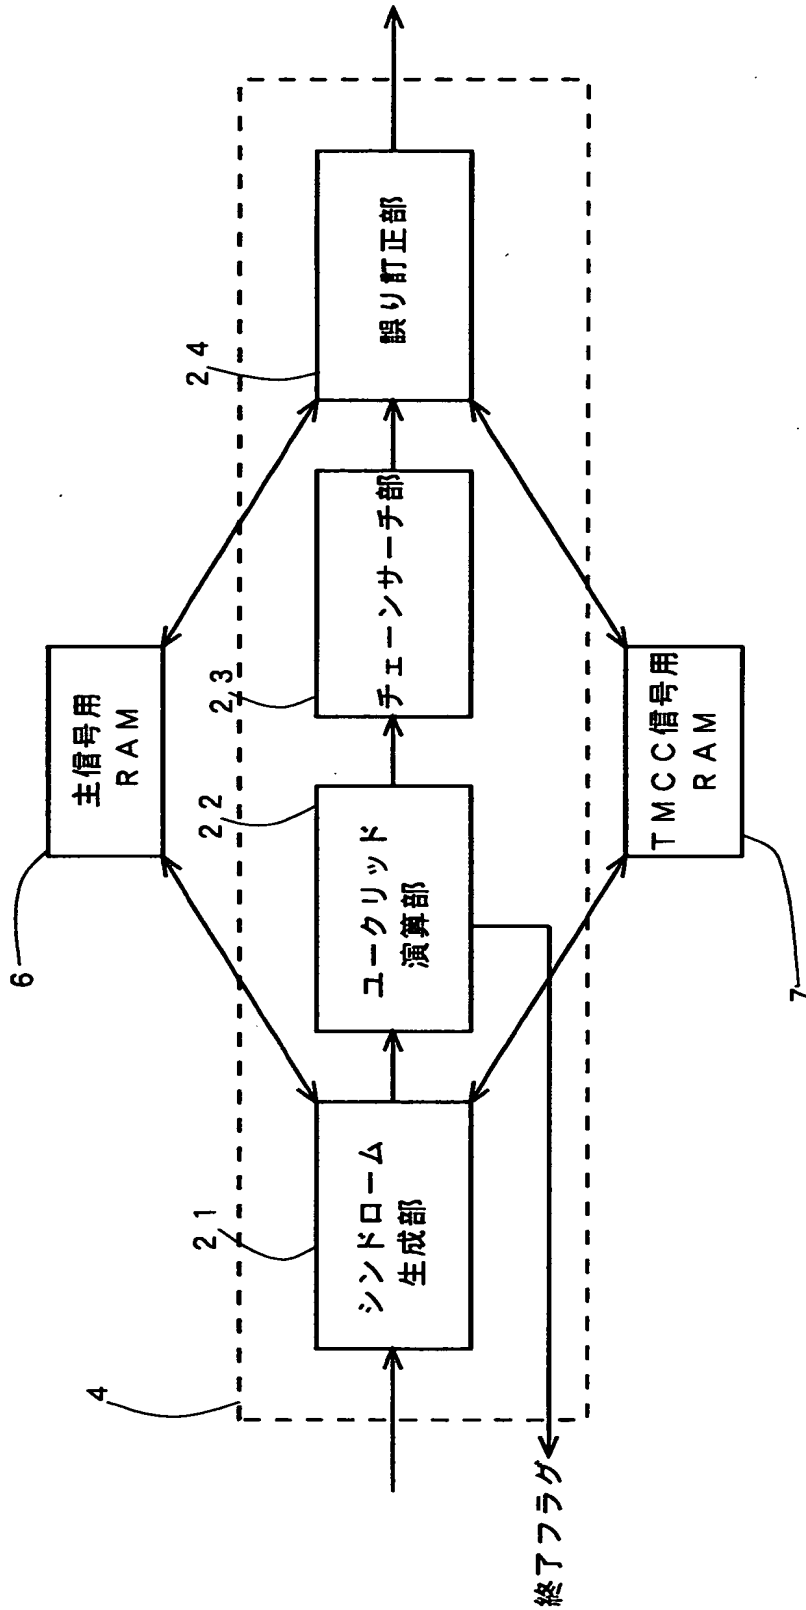 6
主信号用
RAM
4
21
シンドローム
生成部
22
ユークリッド
演算部
23
チェーンサーチ部
24
誤り訂正部
終了フラグ
TMCC信号用
RAM
7